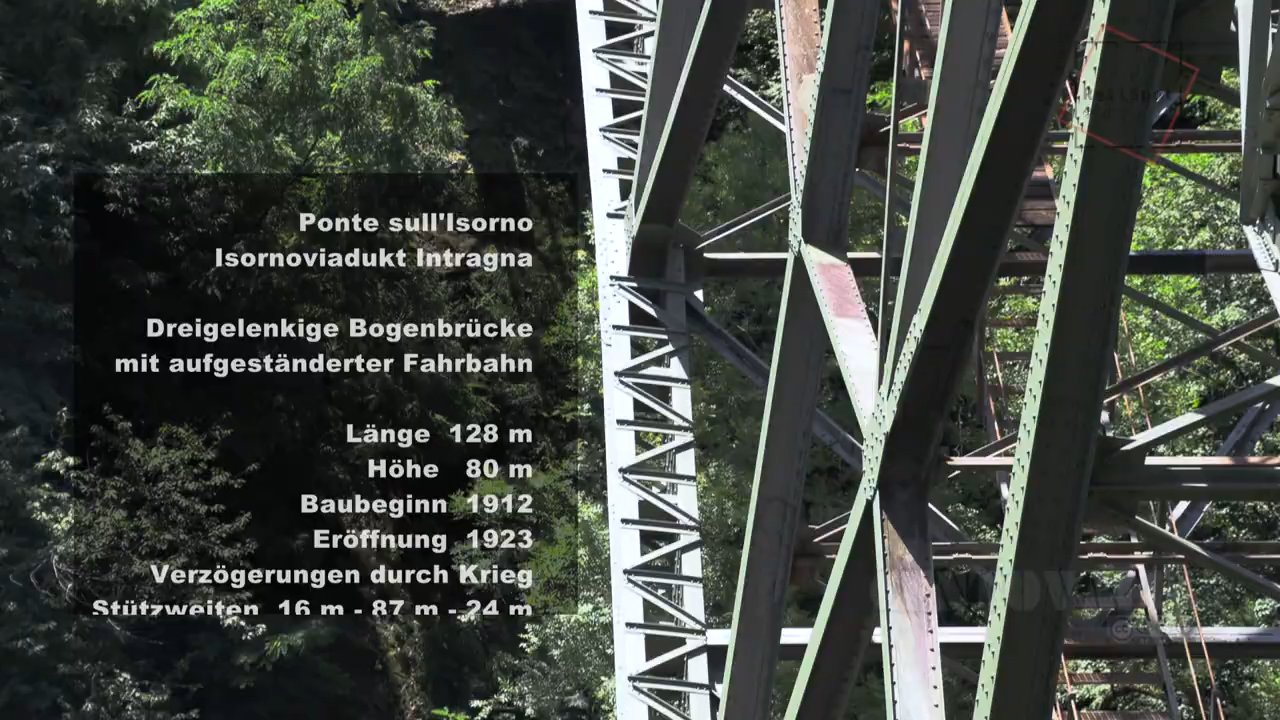 Ponte sull'Isorno
Isornoviadukt Intragna
Dreigelenkige Bogenbrücke
mit aufgeständerter Fahrbahn
Länge 128 m
Höhe 80 m
Baubeginn 1912
Eröffnung 1923
Verzögerungen durch Krieg
Stützweiten 16 m - 87 m - 24 m